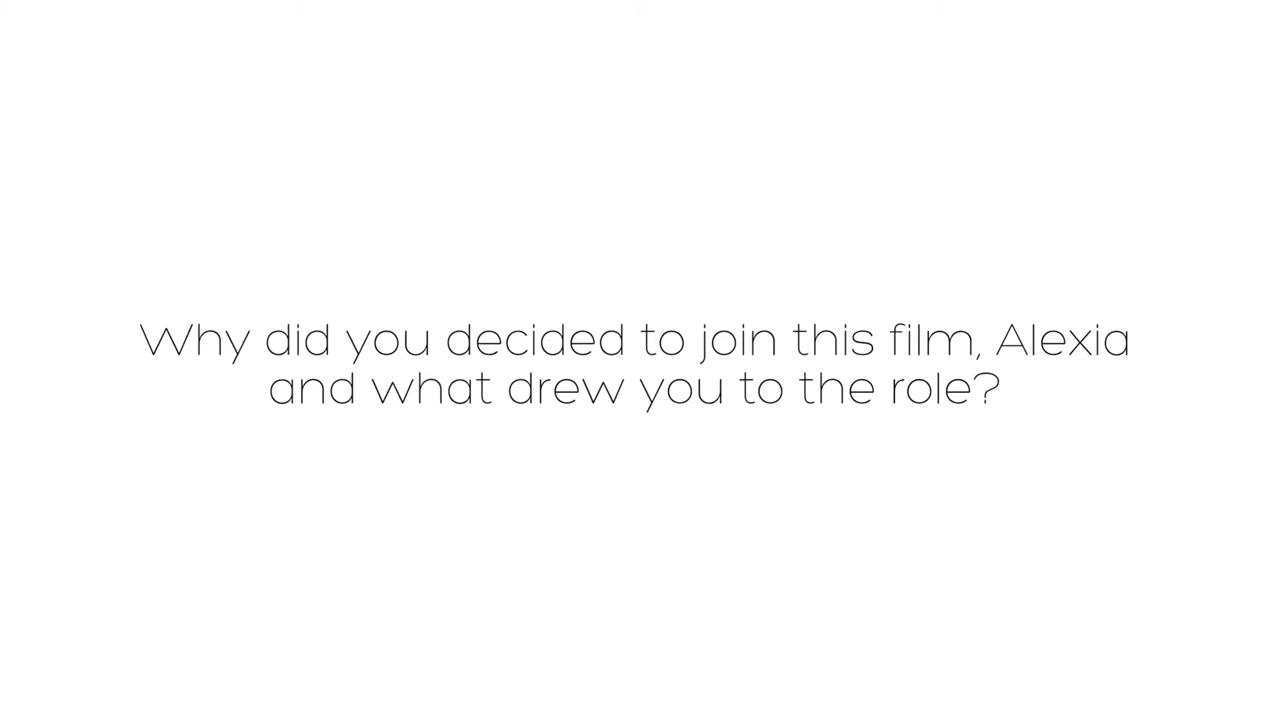 Why did you decided to join this film, Alexia
and what drew you to the role?